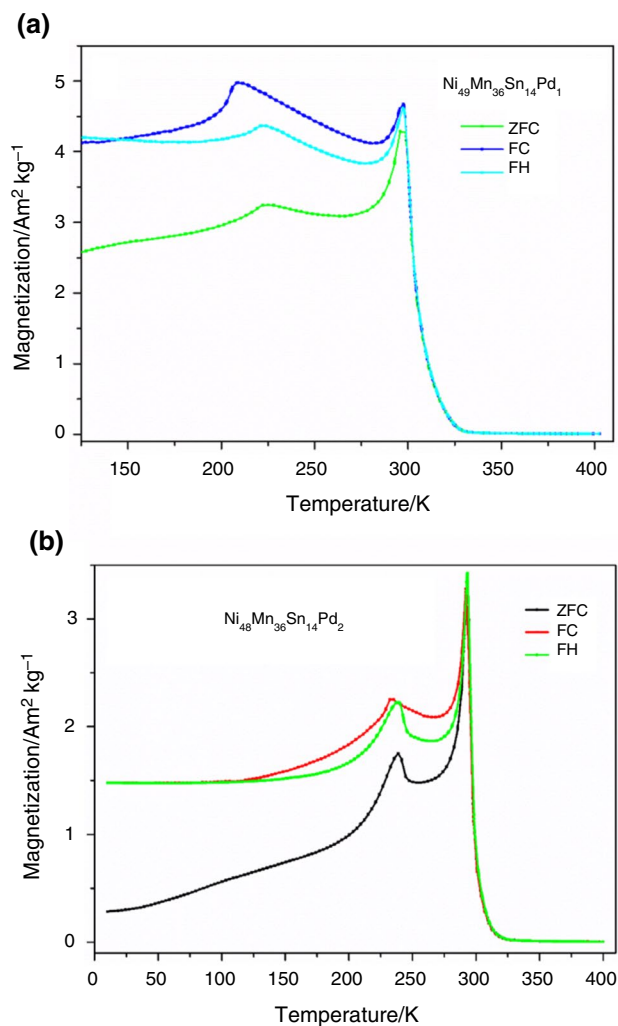 (a)
5
4
3
2
1
0
Magnetization/Am² kg⁻¹
Ni₄₉Mn₃₆Sn₁₄Pd₁
ZFC
FC
FH
150 200 250 300 350 400
Temperature/K
(b)
3
2
1
0
Magnetization/Am² kg⁻¹
Ni₄₈Mn₃₆Sn₁₄Pd₂
ZFC
FC
FH
0 50 100 150 200 250 300 350 400
Temperature/K